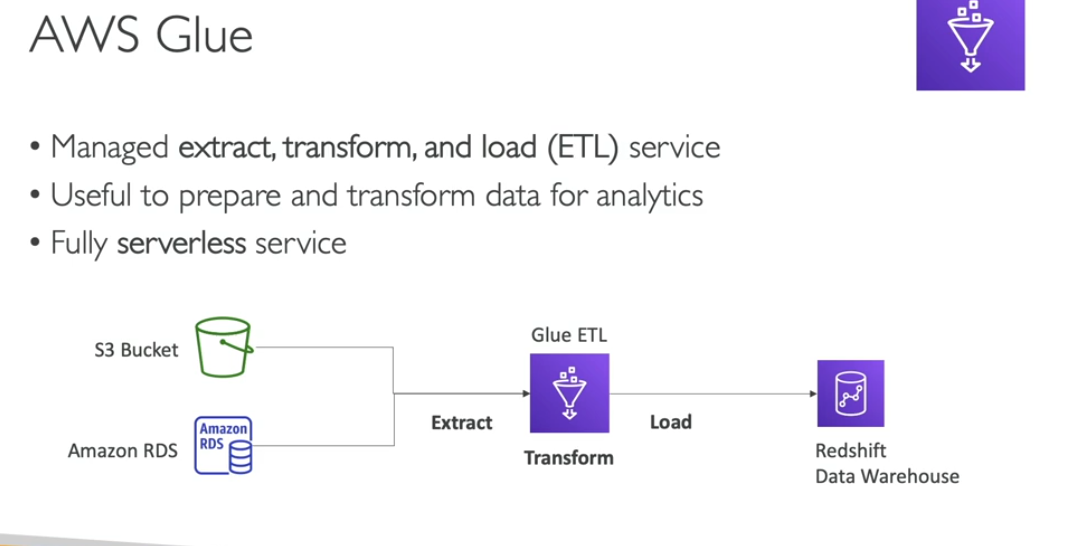 AWS Glue
• Managed extract, transform, and load (ETL) service
• Useful to prepare and transform data for analytics
• Fully serverless service
Glue ETL
S3 Bucket
Amazon RDS
Amazon
RDS
Extract
Load
Transform
Redshift
Data Warehouse